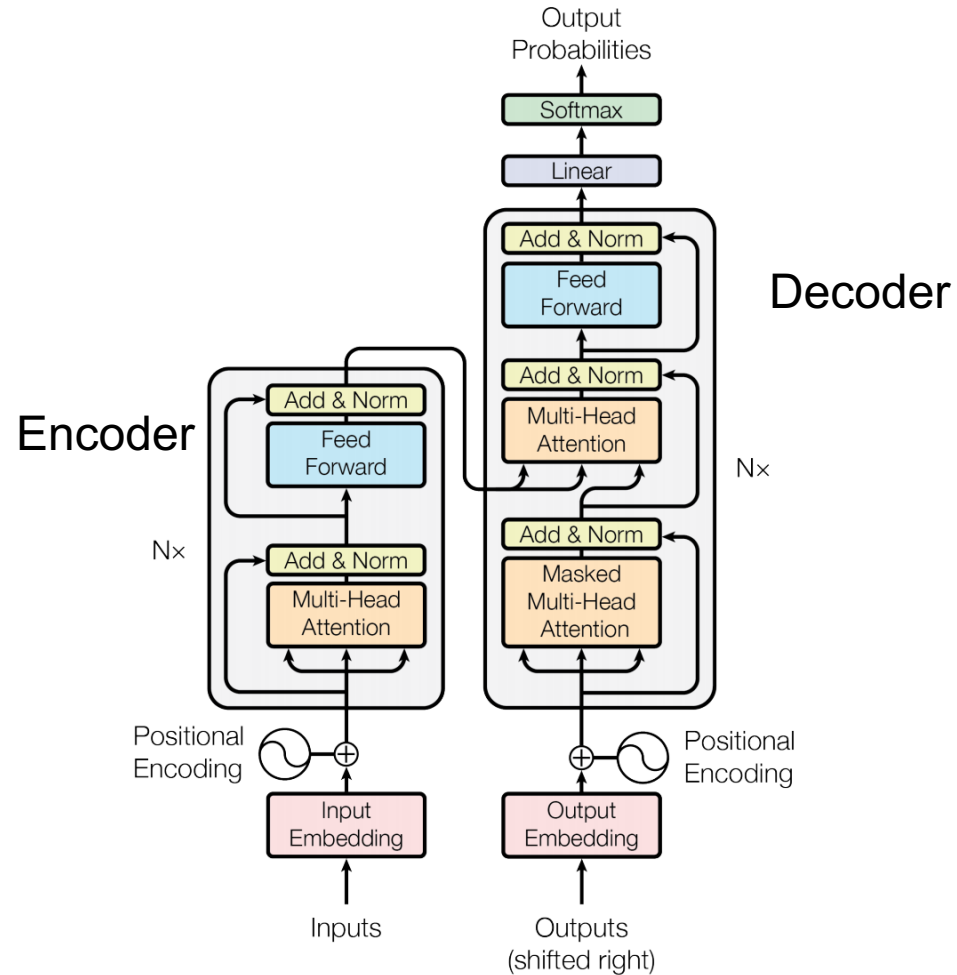 Output
Probabilities
Softmax
Linear
Add & Norm
Feed
Forward
Decoder
Add & Norm
Multi-Head
Attention
N×
Add & Norm
Masked
Multi-Head
Attention
Encoder
Add & Norm
Feed
Forward
N×
Add & Norm
Multi-Head
Attention
Positional
Encoding
Positional
Encoding
Input
Embedding
Output
Embedding
Inputs
Outputs
(shifted right)